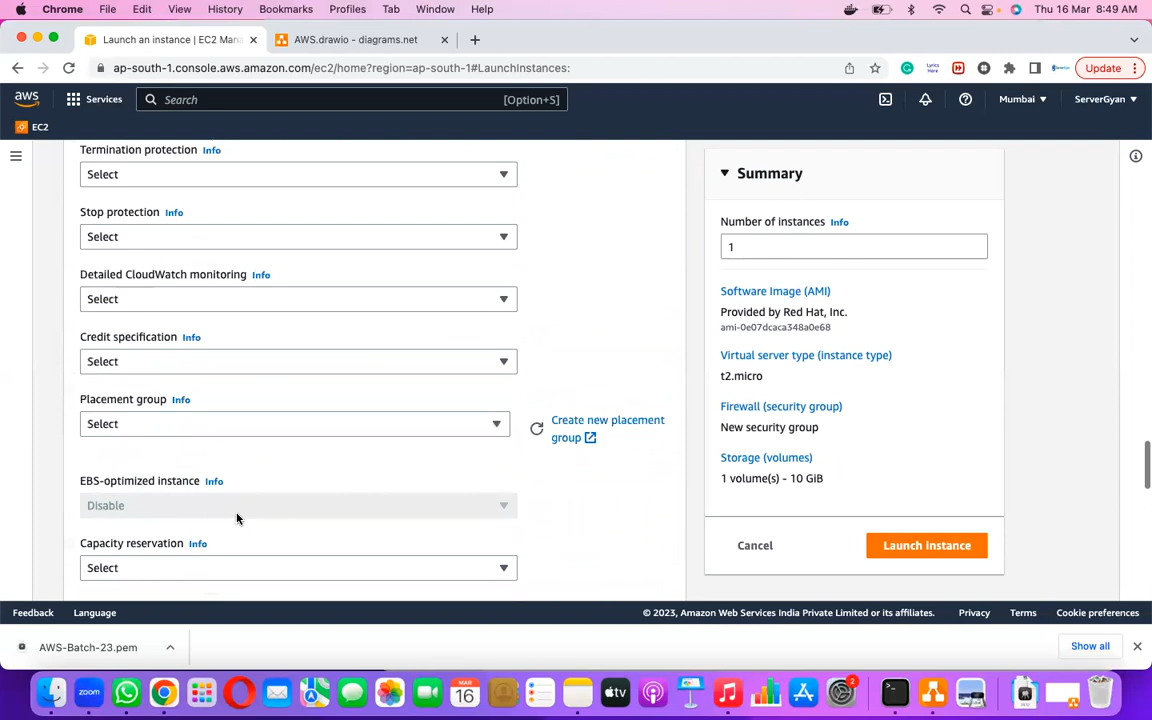 Chrome File Edit View History Bookmarks Profiles Tab Window Help Thu 16 Mar 8:49 AM
Launch an instance | EC2 Man
AWS.drawio - diagrams.net
ap-south-1.console.aws.amazon.com/ec2/home?region=ap-south-1#LaunchInstances:
Update
aws Services Search [Option+S] Mumbai ServerGyan
EC2
Termination protection Info
Select
Stop protection Info
Select
Detailed CloudWatch monitoring Info
Select
Credit specification Info
Select
Placement group Info
Select
Create new placement
group
EBS-optimized instance Info
Disable
Capacity reservation Info
Select
Summary
Number of instances Info
1
Software Image (AMI)
Provided by Red Hat, Inc.
ami-0e07dcaca348a0e68
Virtual server type (instance type)
t2.micro
Firewall (security group)
New security group
Storage (volumes)
1 volume(s) - 10 GiB
Cancel Launch instance
Feedback Language © 2023, Amazon Web Services India Private Limited or its affiliates. Privacy Terms Cookie preferences
AWS-Batch-23.pem Show all
zoom
MAR
16
tv
2